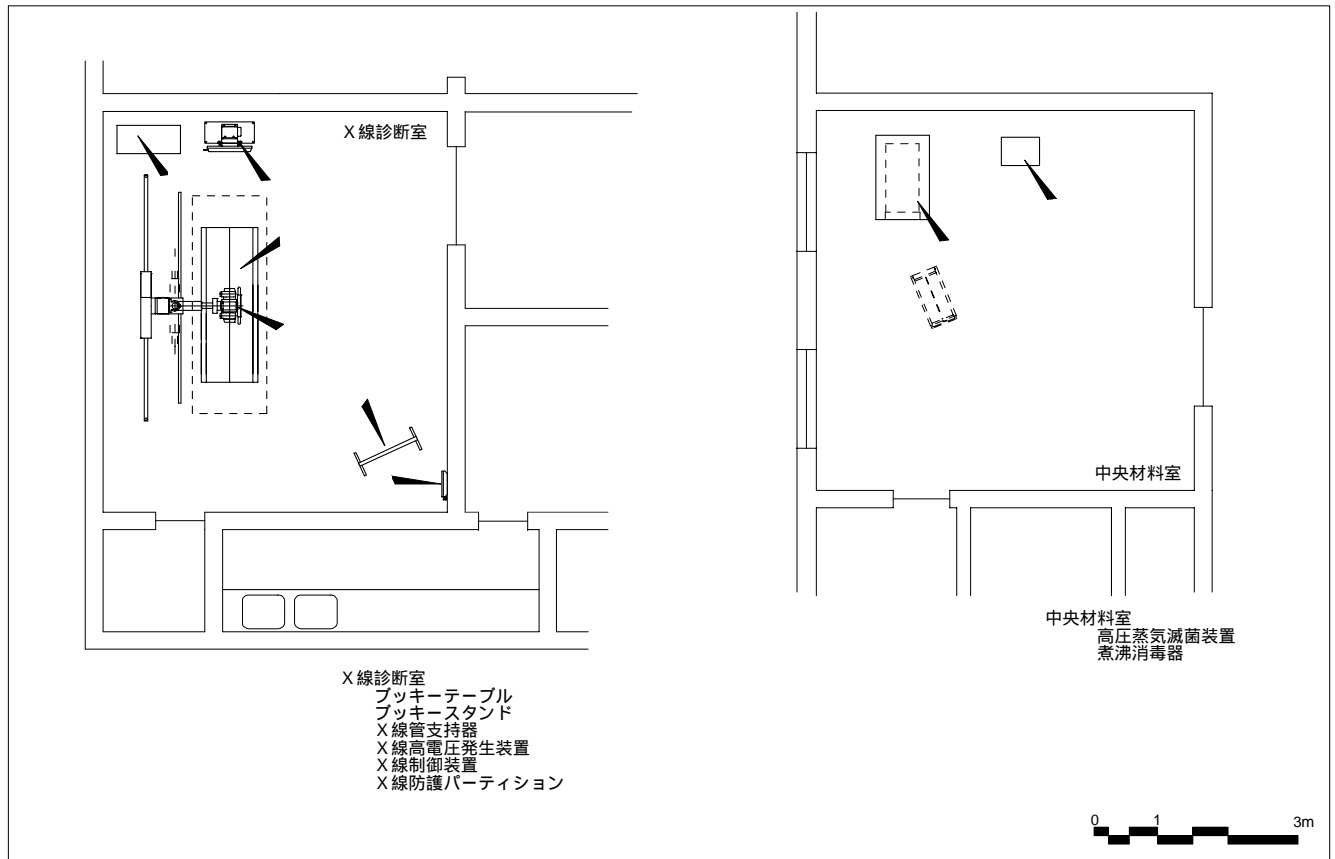 X線診断室
中央材料室
中央材料室
高圧蒸気滅菌装置
煮沸消毒器
X線診断室
ブッキーテーブル
ブッキースタンド
X線管支持器
X線高電圧発生装置
X線制御装置
X線防護パーティション
0 1 3m